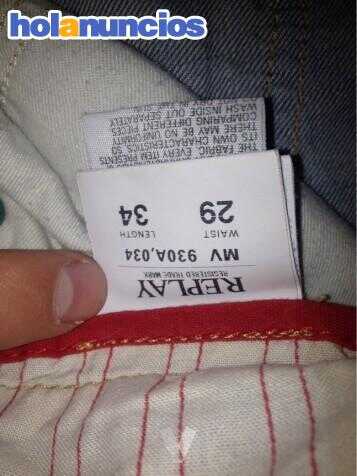 holanuncios
REPLAY
REGISTERED TRADE MARK
MV 930A,034
WAIST LENGTH
29 34
THE FABRIC EVERY ITEM PRESENTS
ITS OWN CHARACTERISTICS SO
THERE MAY BE NO UNIFORMITY
COMPARING DIFFERENT PIECES
WASH INSIDE OUT SEPARATELY